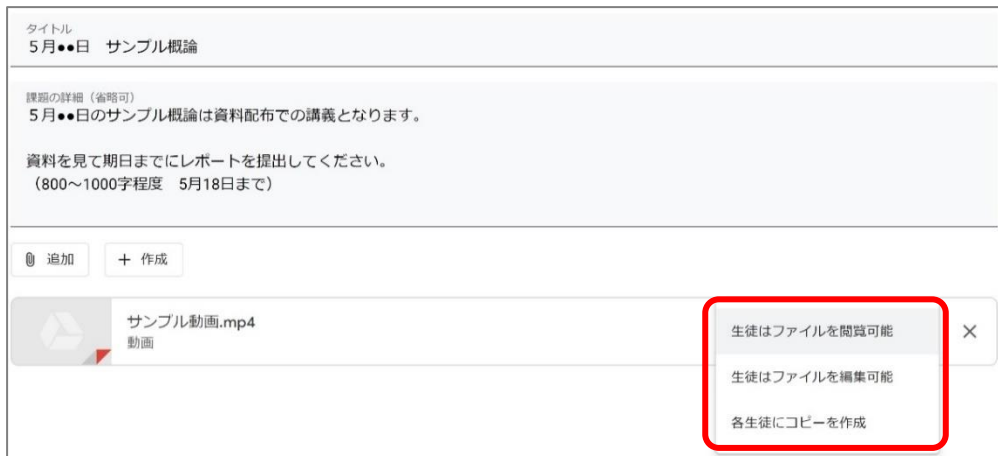 タイトル
5月●●日　サンプル概論
課題の詳細（省略可）
5月●●日のサンプル概論は資料配布での講義となります。
資料を見て期日までにレポートを提出してください。
（800～1000字程度　5月18日まで）
追加
＋ 作成
サンプル動画.mp4
動画
生徒はファイルを閲覧可能
生徒はファイルを編集可能
各生徒にコピーを作成